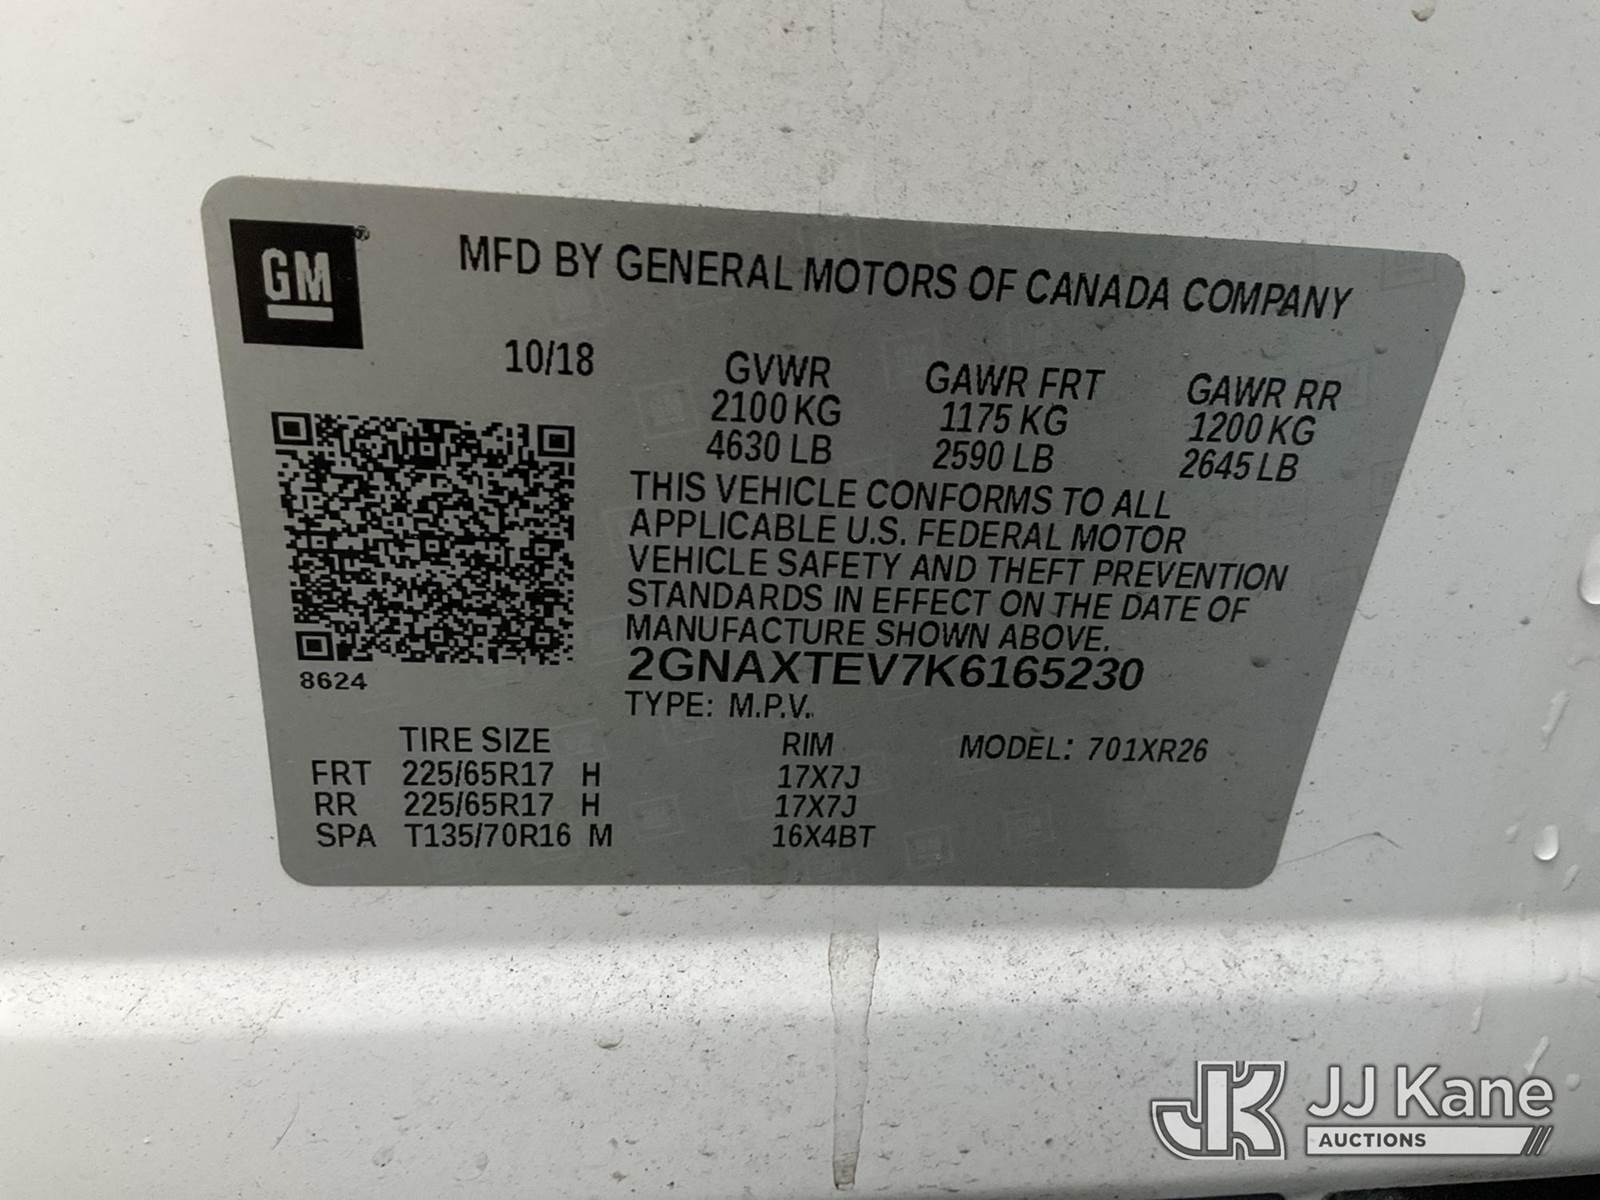 GM®
MFD BY GENERAL MOTORS OF CANADA COMPANY
10/18
GVWR GAWR FRT GAWR RR
2100 KG 1175 KG 1200 KG
4630 LB 2590 LB 2645 LB
THIS VEHICLE CONFORMS TO ALL
APPLICABLE U.S. FEDERAL MOTOR
VEHICLE SAFETY AND THEFT PREVENTION
STANDARDS IN EFFECT ON THE DATE OF
MANUFACTURE SHOWN ABOVE.
2GNAXTEV7K6165230
8624
TYPE: M.P.V.
TIRE SIZE RIM MODEL: 701XR26
FRT 225/65R17 H 17X7J
RR 225/65R17 H 17X7J
SPA T135/70R16 M 16X4BT
JK JJ Kane
AUCTIONS